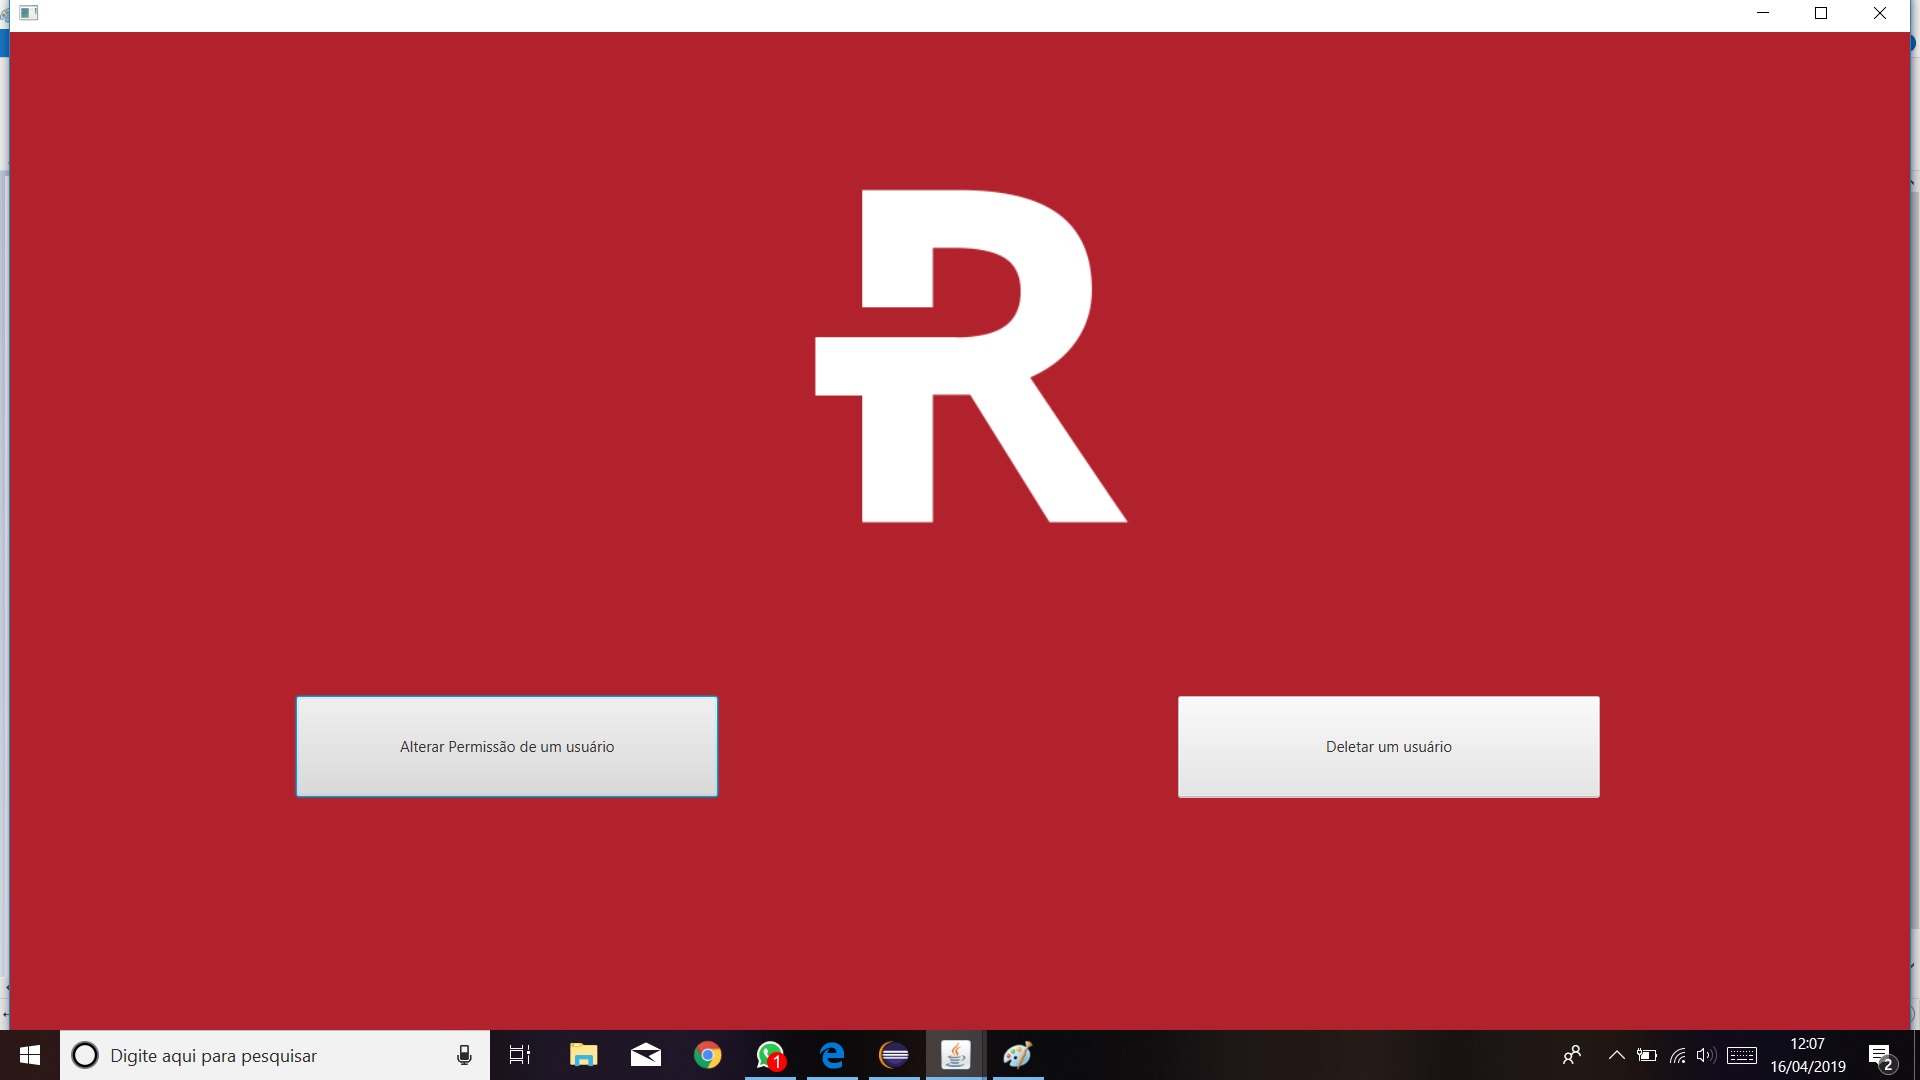 R
Alterar Permissão de um usuário
Deletar um usuário
Digite aqui para pesquisar
1
12:07
16/04/2019
2